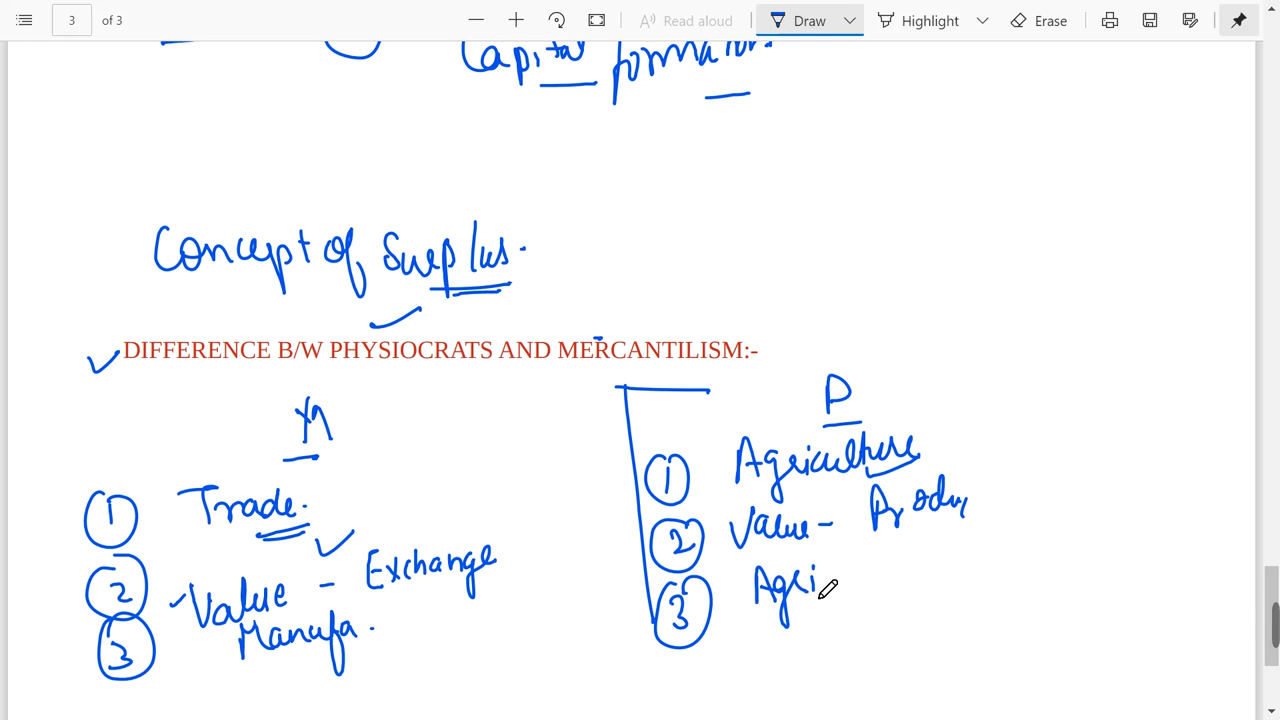 3 of 3
Read aloud
Draw
Highlight
Erase
Capital formation.
Concept of Surplus.
DIFFERENCE B/W PHYSIOCRATS AND MERCANTILISM:-
M
1 Trade.
2 Value - Exchange
3 Manufa.
P
1 Agriculture
2 Value - Produ
3 Agri